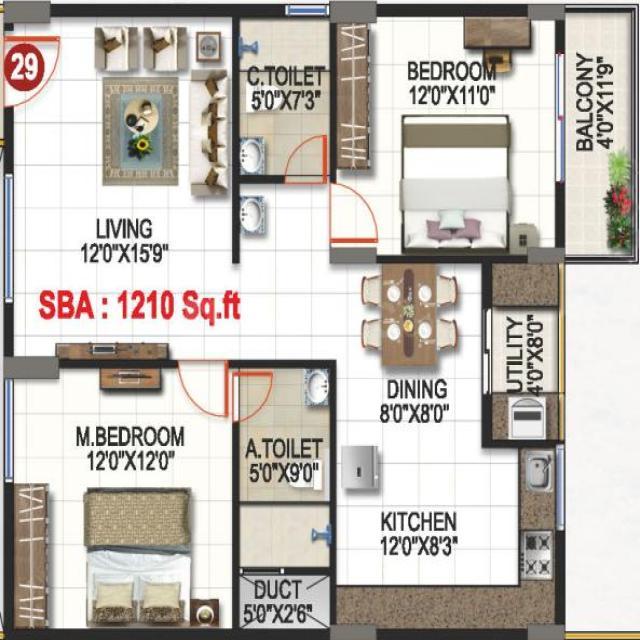 29
C.TOILET
5'0"X7'3"
BEDROOM
12'0"X11'0"
BALCONY
4'0"X11'9"
LIVING
12'0"X15'9"
SBA : 1210 Sq.ft
UTILITY
4'0"X8'0"
DINING
8'0"X8'0"
M.BEDROOM
12'0"X12'0"
A.TOILET
5'0"X9'0"
KITCHEN
12'0"X8'3"
DUCT
5'0"X2'6"